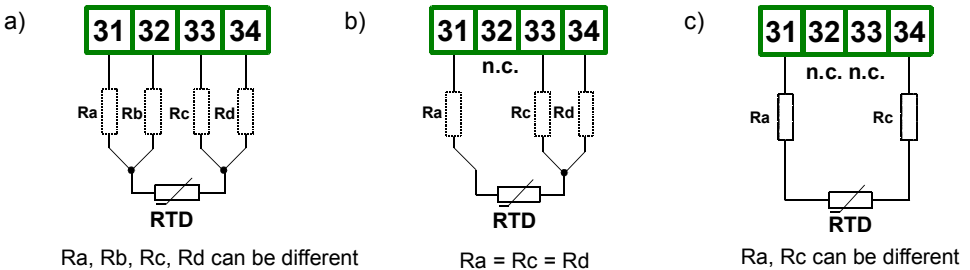 a)
31 32 33 34
Ra Rb Rc Rd
RTD
Ra, Rb, Rc, Rd can be different
b)
31 32 33 34
n.c.
Ra Rc Rd
RTD
Ra = Rc = Rd
c)
31 32 33 34
n.c. n.c.
Ra Rc
RTD
Ra, Rc can be different